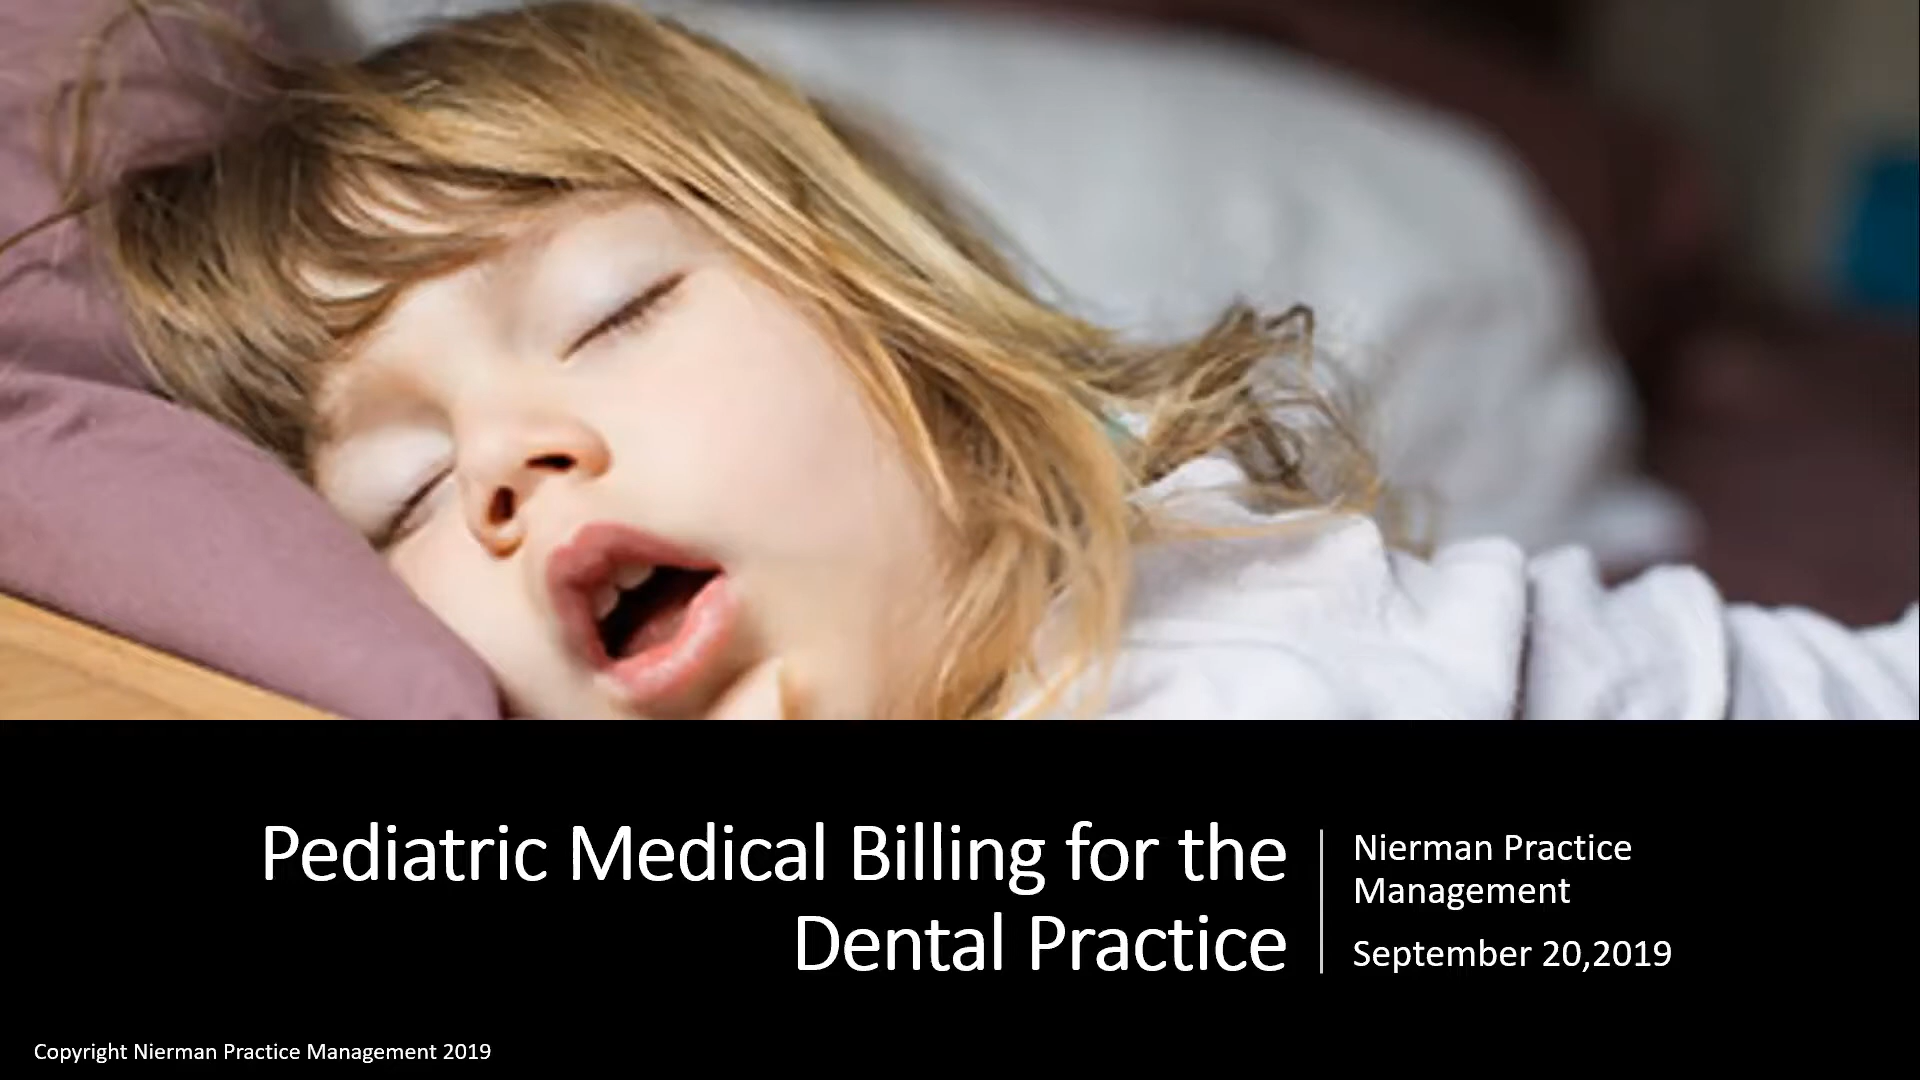 Pediatric Medical Billing for the
Dental Practice
Nierman Practice
Management
September 20,2019
Copyright Nierman Practice Management 2019